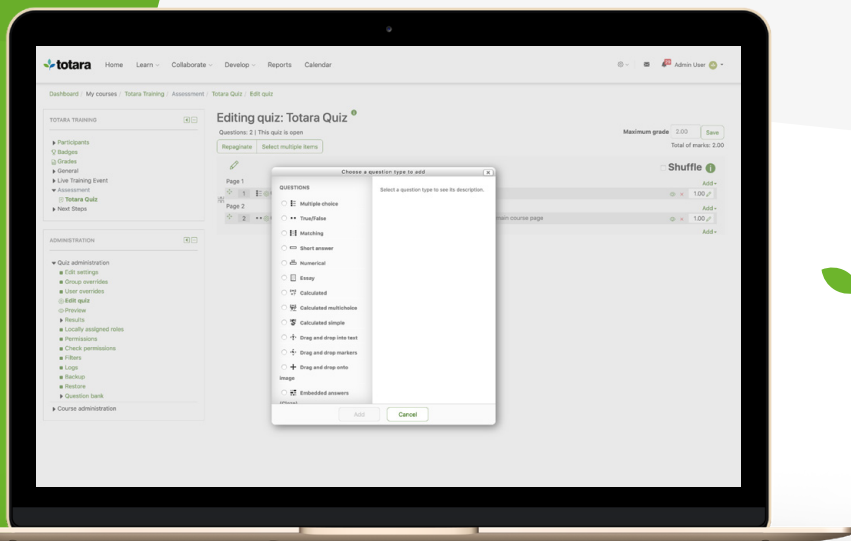 totara Home Learn Collaborate Develop Reports Calendar Admin User
Dashboard / My courses / Totara Training / Assessment / Totara Quiz / Edit quiz
TOTARA TRAINING
Participants
Badges
Grades
General
Live Training Event
Assessment
Totara Quiz
Next Steps
ADMINISTRATION
Quiz administration
Edit settings
Group overrides
User overrides
Edit quiz
Preview
Results
Locally assigned roles
Permissions
Check permissions
Filters
Logs
Backup
Restore
Question bank
Course administration
Editing quiz: Totara Quiz
Questions: 2 | This quiz is open
Maximum grade 2.00 Save
Repaginate Select multiple items
Total of marks: 2.00
Shuffle
Page 1
Add
1 1.00
Page 2
Add
2 main course page 1.00
Add
Choose a question type to add
QUESTIONS
Select a question type to see its description.
Multiple choice
True/False
Matching
Short answer
Numerical
Essay
Calculated
Calculated multichoice
Calculated simple
Drag and drop into text
Drag and drop markers
Drag and drop onto
image
Embedded answers
Add Cancel